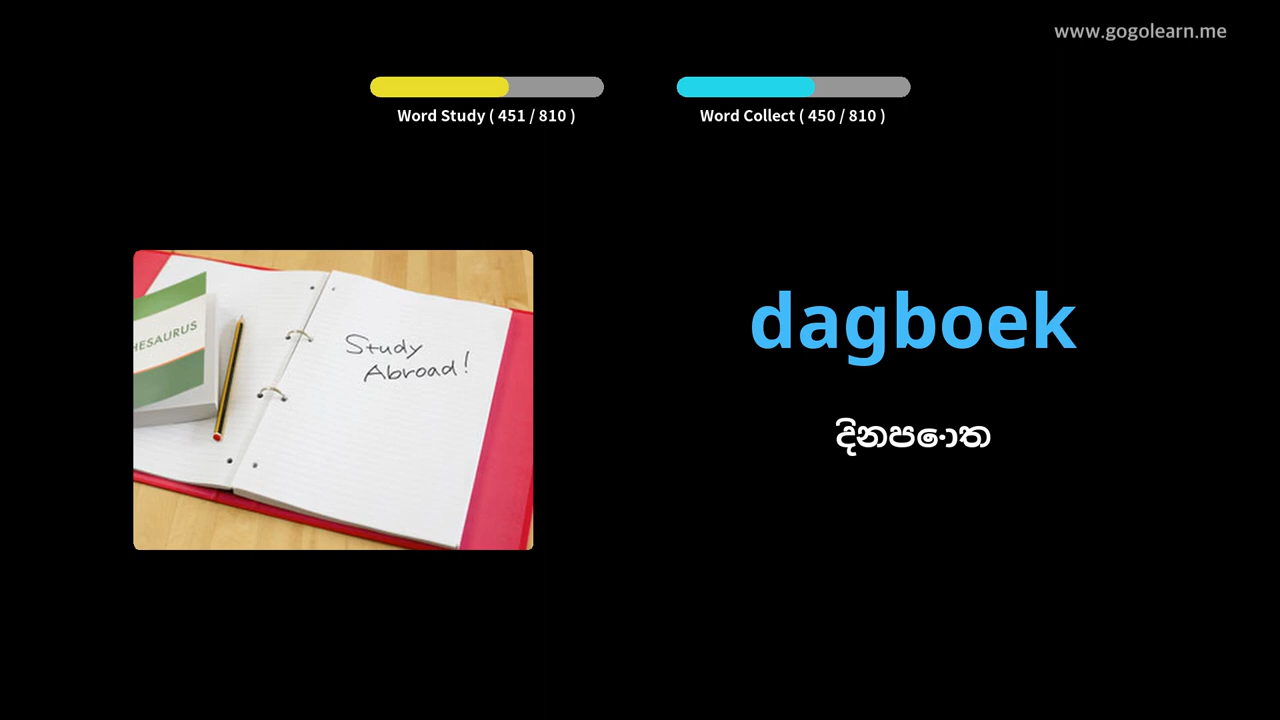 www.gogolearn.me
Word Study ( 451 / 810 )
Word Collect ( 450 / 810 )
HESAURUS
Study
Abroad!
dagboek
දිනපොත